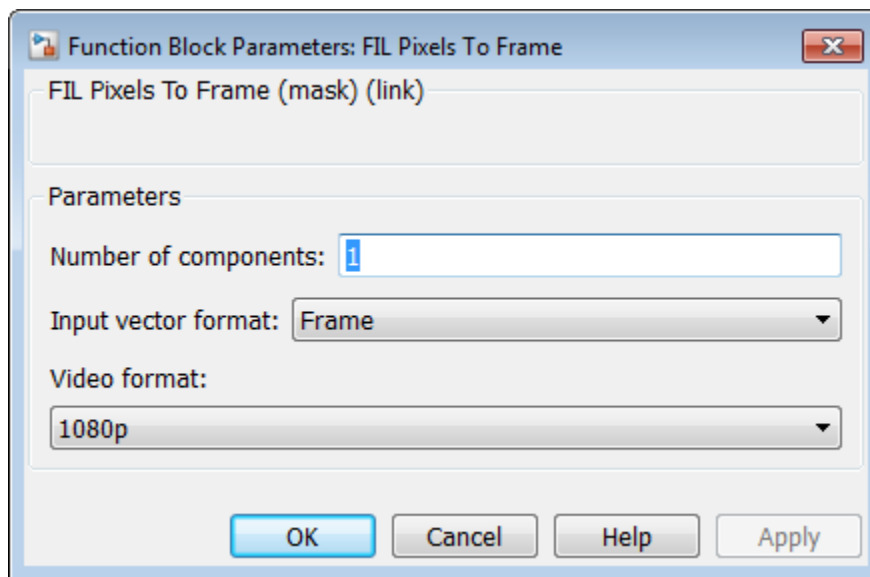 Function Block Parameters: FIL Pixels To Frame
FIL Pixels To Frame (mask) (link)
Parameters
Number of components: 1
Input vector format: Frame
Video format:
1080p
OK Cancel Help Apply